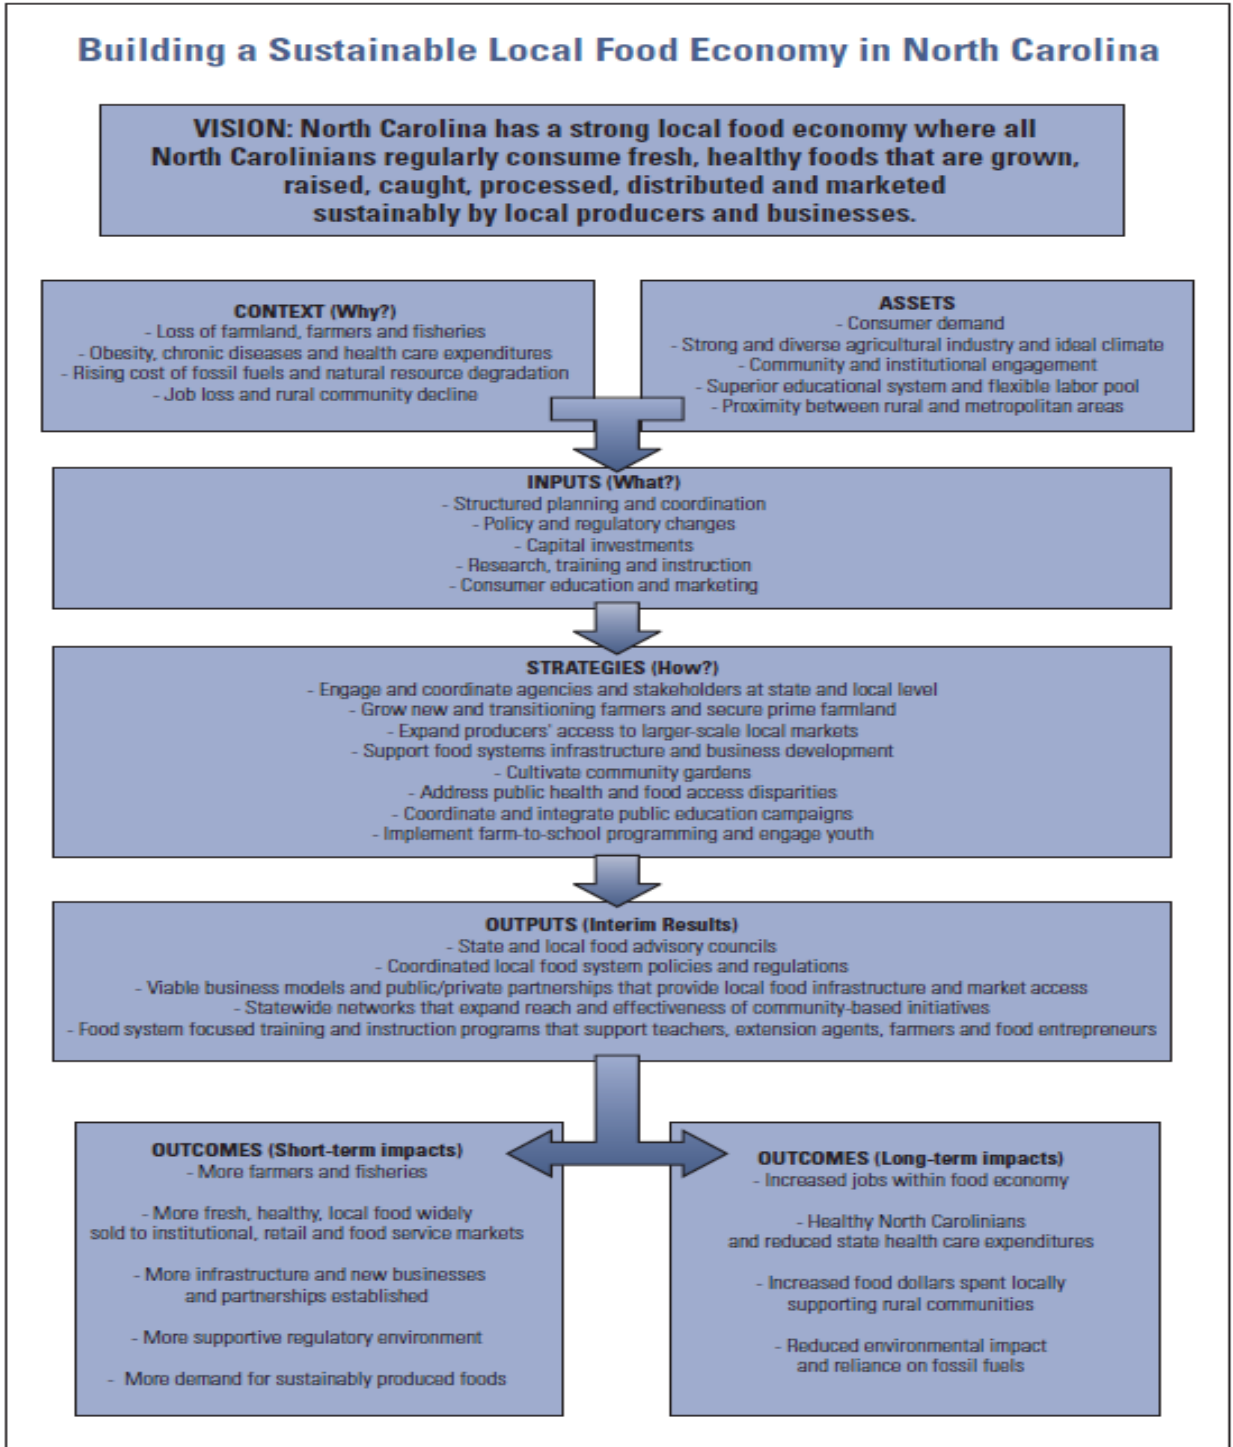 Building a Sustainable Local Food Economy in North Carolina
VISION: North Carolina has a strong local food economy where all
North Carolinians regularly consume fresh, healthy foods that are grown,
raised, caught, processed, distributed and marketed
sustainably by local producers and businesses.
CONTEXT (Why?)
- Loss of farmland, farmers and fisheries
- Obesity, chronic diseases and health care expenditures
- Rising cost of fossil fuels and natural resource degradation
- Job loss and rural community decline
ASSETS
- Consumer demand
- Strong and diverse agricultural industry and ideal climate
- Community and institutional engagement
- Superior educational system and flexible labor pool
- Proximity between rural and metropolitan areas
INPUTS (What?)
- Structured planning and coordination
- Policy and regulatory changes
- Capital investments
- Research, training and instruction
- Consumer education and marketing
STRATEGIES (How?)
- Engage and coordinate agencies and stakeholders at state and local level
- Grow new and transitioning farmers and secure prime farmland
- Expand producers' access to larger-scale local markets
- Support food systems infrastructure and business development
- Cultivate community gardens
- Address public health and food access disparities
- Coordinate and integrate public education campaigns
- Implement farm-to-school programming and engage youth
OUTPUTS (Interim Results)
- State and local food advisory councils
- Coordinated local food system policies and regulations
- Viable business models and public/private partnerships that provide local food infrastructure and market access
- Statewide networks that expand reach and effectiveness of community-based initiatives
- Food system focused training and instruction programs that support teachers, extension agents, farmers and food entrepreneurs
OUTCOMES (Short-term impacts)
- More farmers and fisheries
- More fresh, healthy, local food widely
sold to institutional, retail and food service markets
- More infrastructure and new businesses
and partnerships established
- More supportive regulatory environment
- More demand for sustainably produced foods
OUTCOMES (Long-term impacts)
- Increased jobs within food economy
- Healthy North Carolinians
and reduced state health care expenditures
- Increased food dollars spent locally
supporting rural communities
- Reduced environmental impact
and reliance on fossil fuels